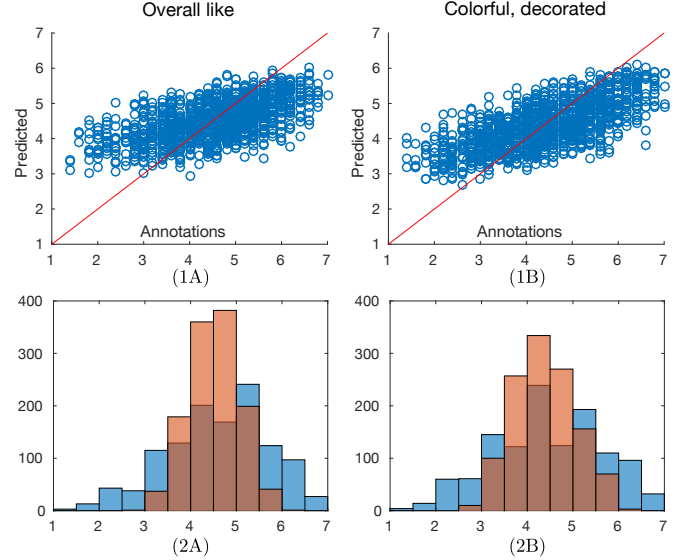 Overall like
Colorful, decorated
7
6
5
4
3
2
1
Predicted
Annotations
1 2 3 4 5 6 7
(1A)
7
6
5
4
3
2
1
Predicted
Annotations
1 2 3 4 5 6 7
(1B)
400
300
200
100
0
1 2 3 4 5 6 7
(2A)
400
300
200
100
0
1 2 3 4 5 6 7
(2B)